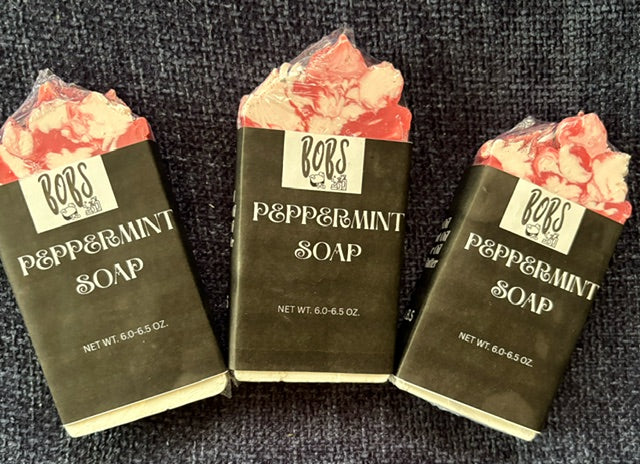 BOBS
PEPPERMINT
SOAP
NET WT. 6.0-6.5 OZ.
BOBS
PEPPERMINT
SOAP
NET WT. 6.0-6.5 OZ.
BOBS
PEPPERMINT
SOAP
NET WT. 6.0-6.5 OZ.